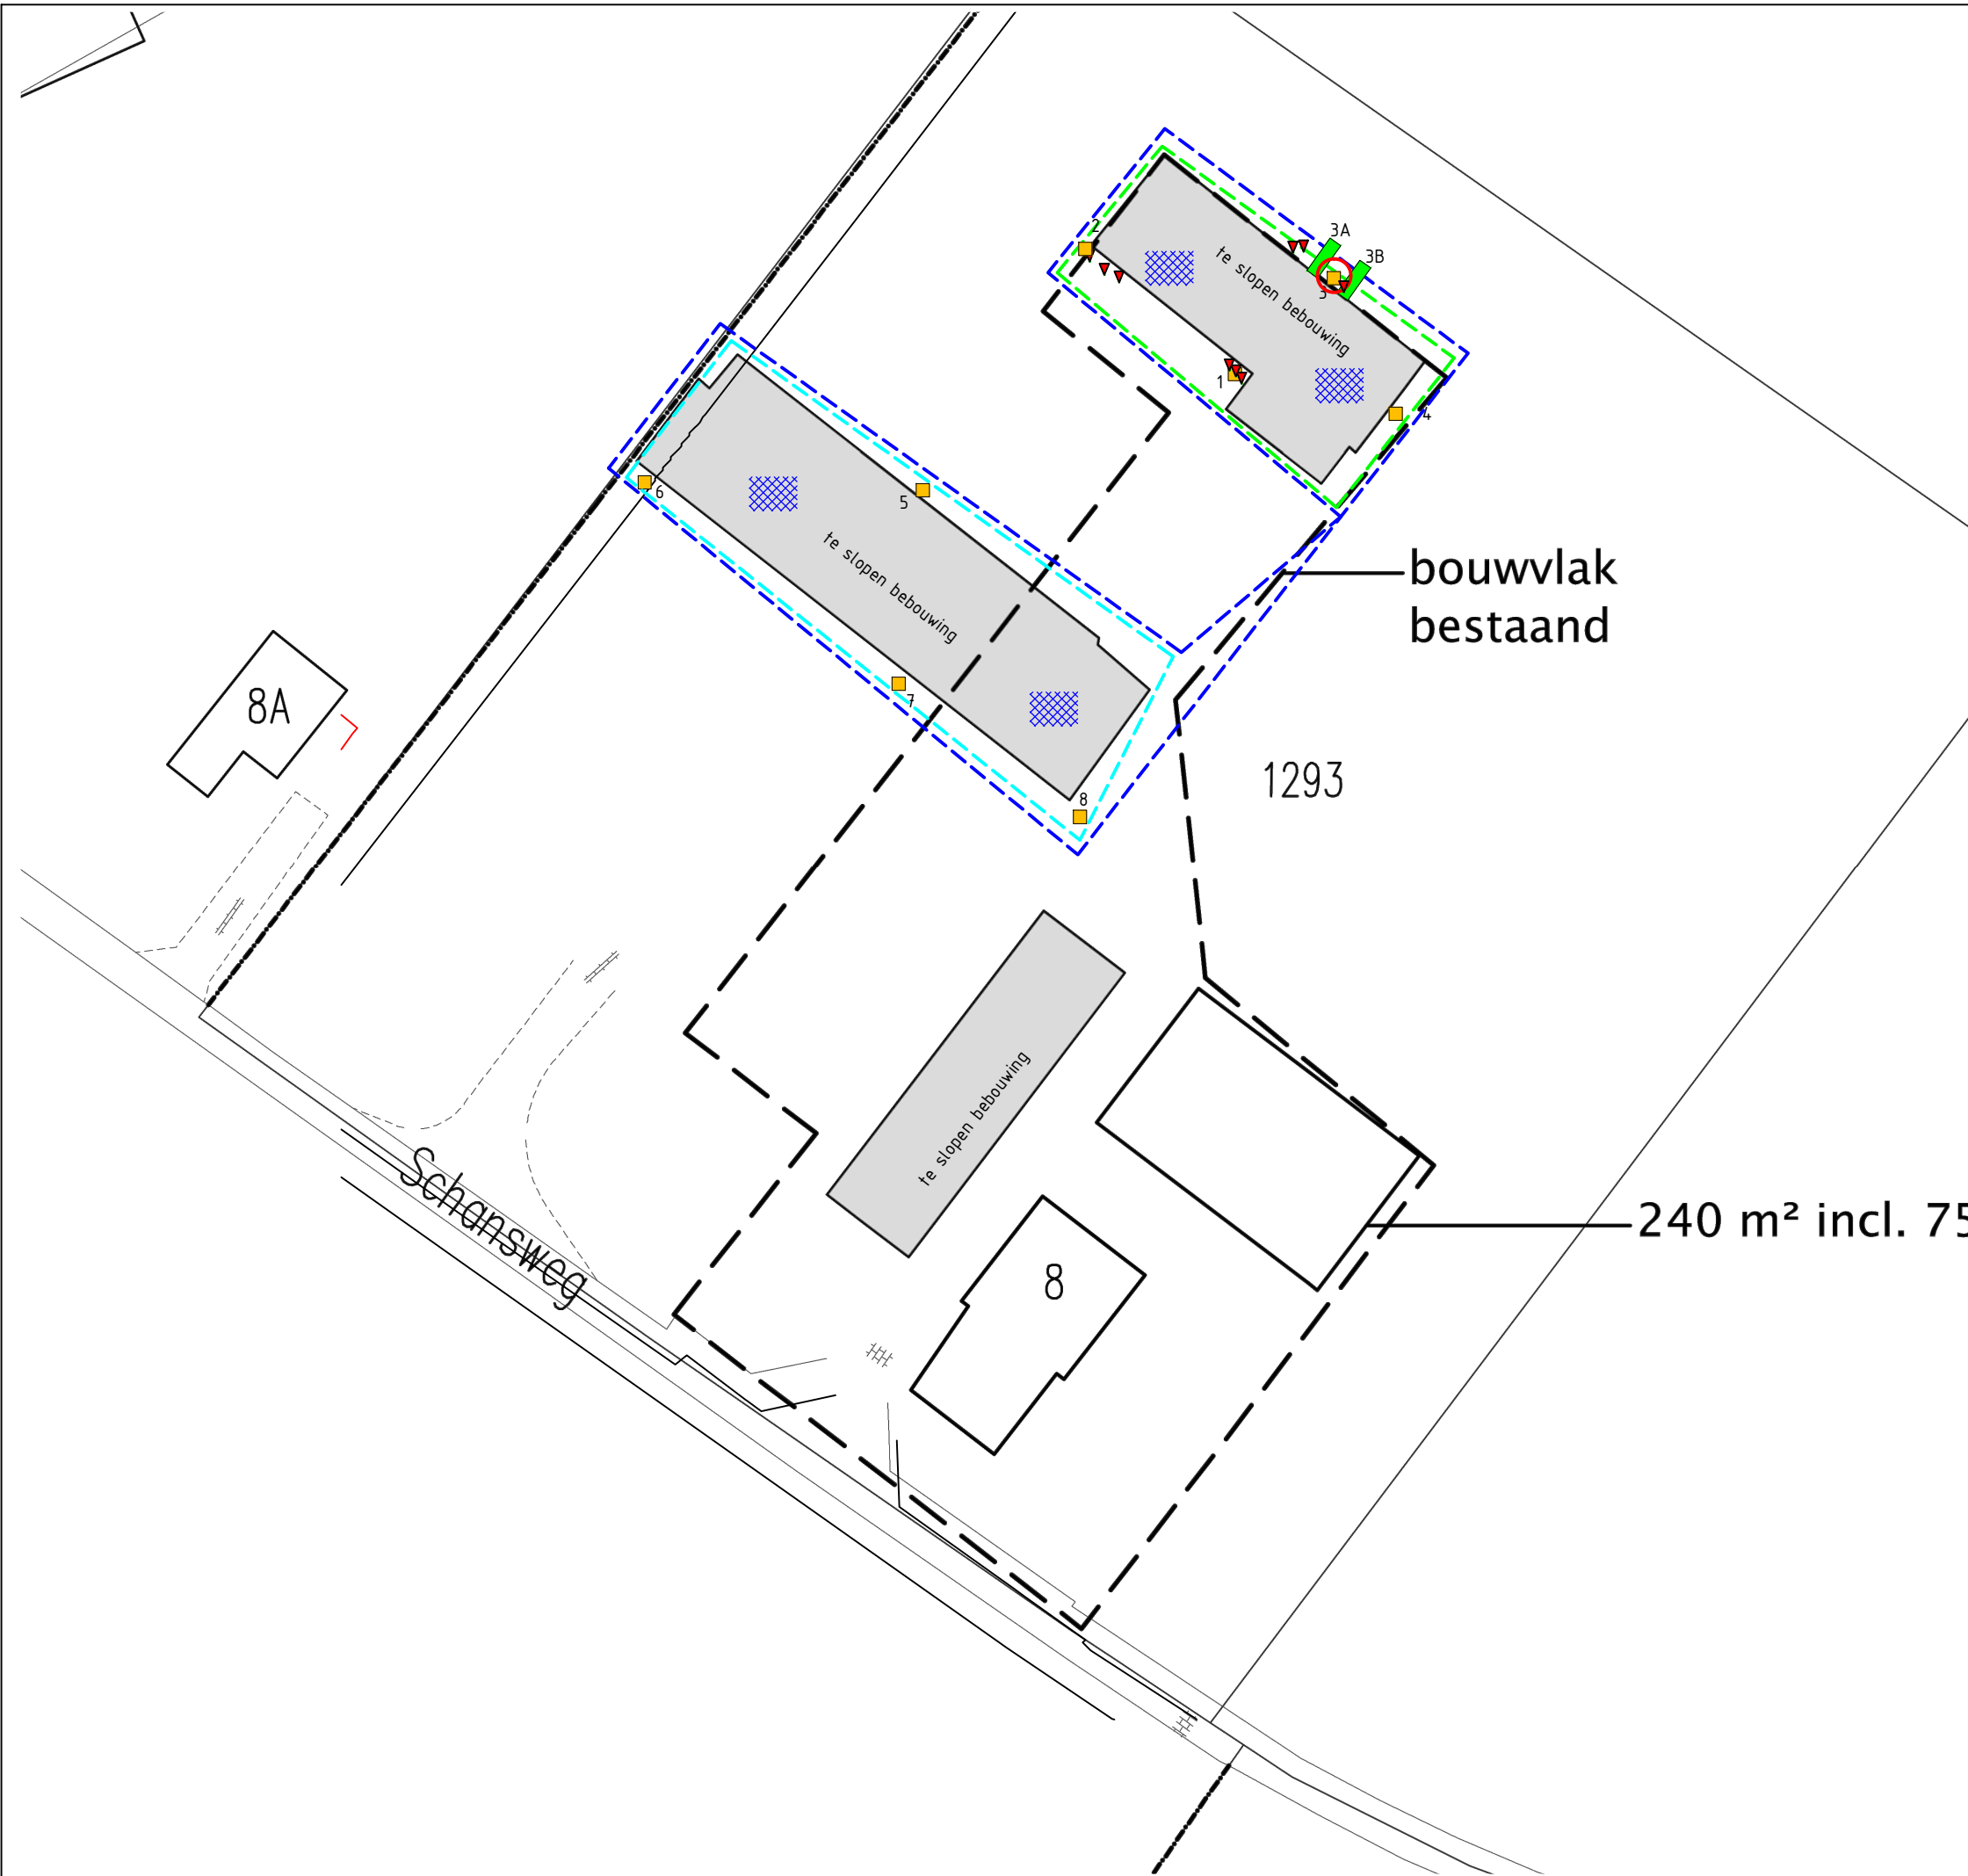 2
3A
3B
te slopen bebouwing
3
1
4
6
5
te slopen bebouwing
bouwvlak
bestaand
7
8A
1293
8
te slopen bebouwing
Schansweg
240 m² incl. 75
8